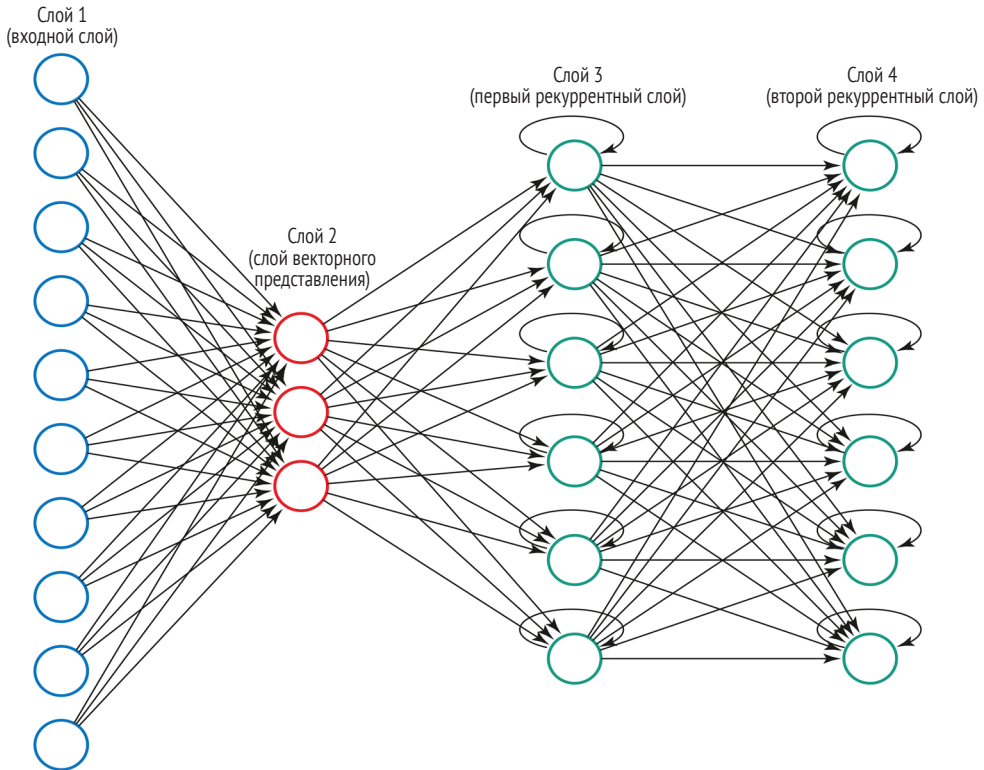 Слой 1
(входной слой)
Слой 2
(слой векторного
представления)
Слой 3
(первый рекуррентный слой)
Слой 4
(второй рекуррентный слой)